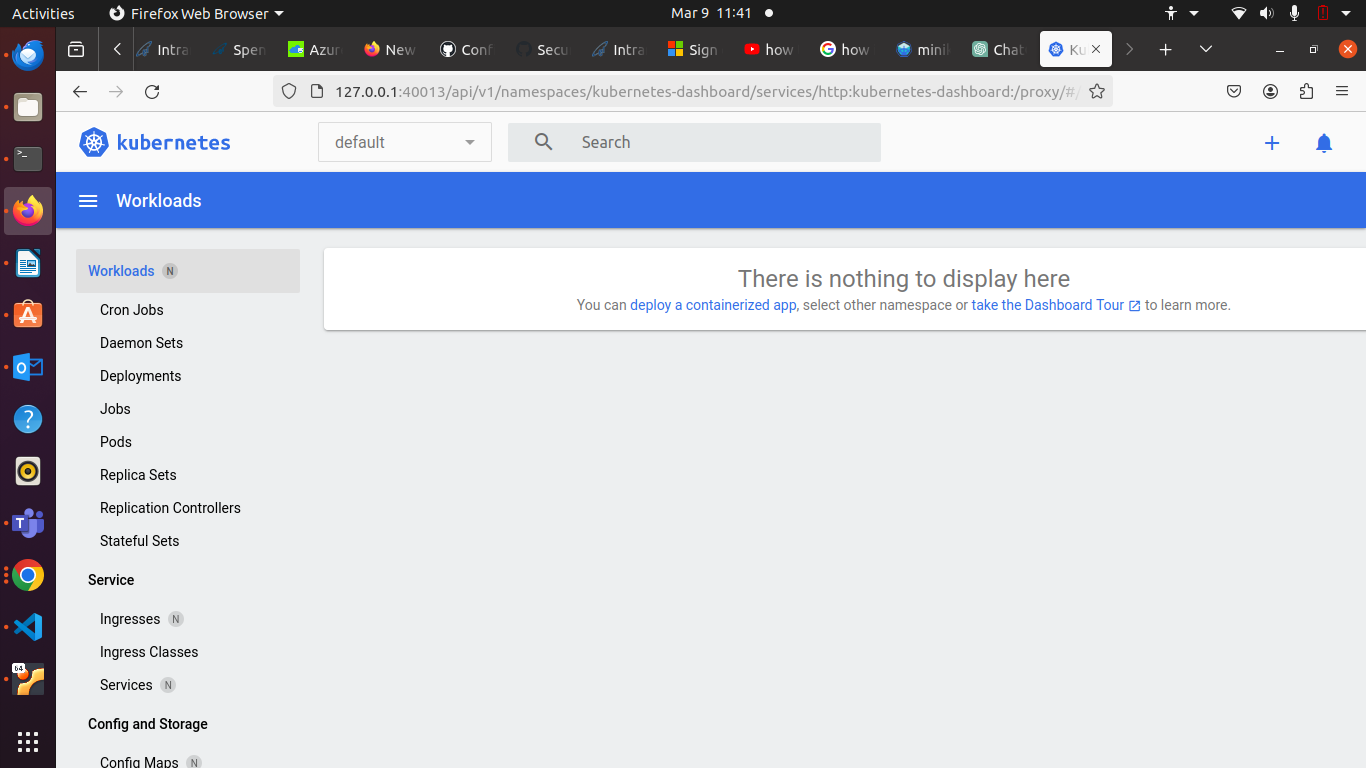 Activities Firefox Web Browser Mar 9 11:41
Intra Spen Azur New Conf Secu Intra Sign how how mini Chat Ku
127.0.0.1:40013/api/v1/namespaces/kubernetes-dashboard/services/http:kubernetes-dashboard:/proxy/#/
kubernetes default Search
Workloads
Workloads N
There is nothing to display here
You can deploy a containerized app, select other namespace or take the Dashboard Tour to learn more.
Cron Jobs
Daemon Sets
Deployments
Jobs
Pods
Replica Sets
Replication Controllers
Stateful Sets
Service
Ingresses N
Ingress Classes
Services N
Config and Storage
Config Maps N
64